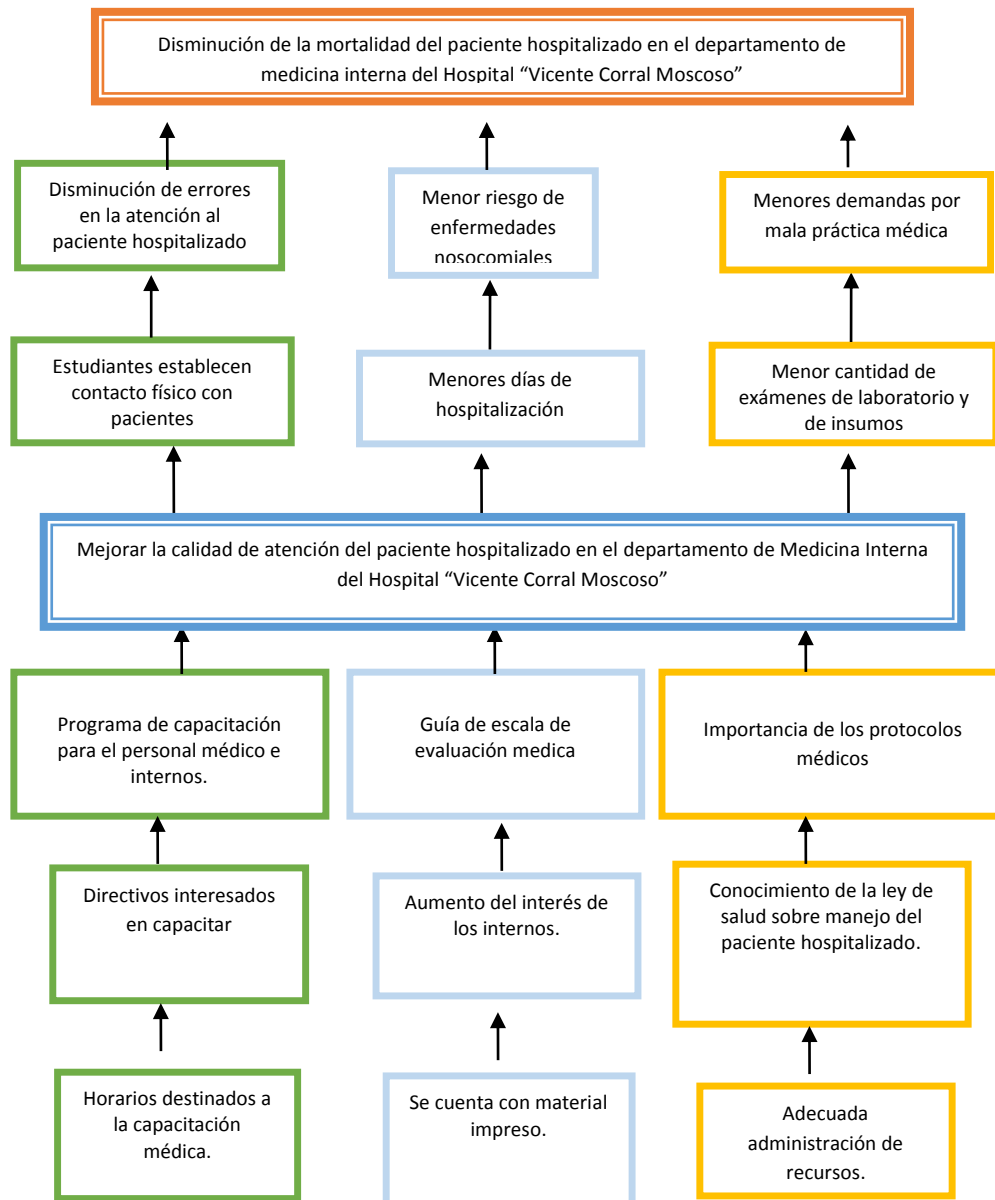 Disminución de la mortalidad del paciente hospitalizado en el departamento de
medicina interna del Hospital “Vicente Corral Moscoso”
Disminución de errores
en la atención al
paciente hospitalizado
Menor riesgo de
enfermedades
nosocomiales
Menores demandas por
mala práctica médica
Estudiantes establecen
contacto físico con
pacientes
Menores días de
hospitalización
Menor cantidad de
exámenes de laboratorio y
de insumos
Mejorar la calidad de atención del paciente hospitalizado en el departamento de Medicina Interna
del Hospital “Vicente Corral Moscoso”
Programa de capacitación
para el personal médico e
internos.
Guía de escala de
evaluación medica
Importancia de los protocolos
médicos
Directivos interesados
en capacitar
Aumento del interés de
los internos.
Conocimiento de la ley de
salud sobre manejo del
paciente hospitalizado.
Horarios destinados a
la capacitación
médica.
Se cuenta con material
impreso.
Adecuada
administración de
recursos.